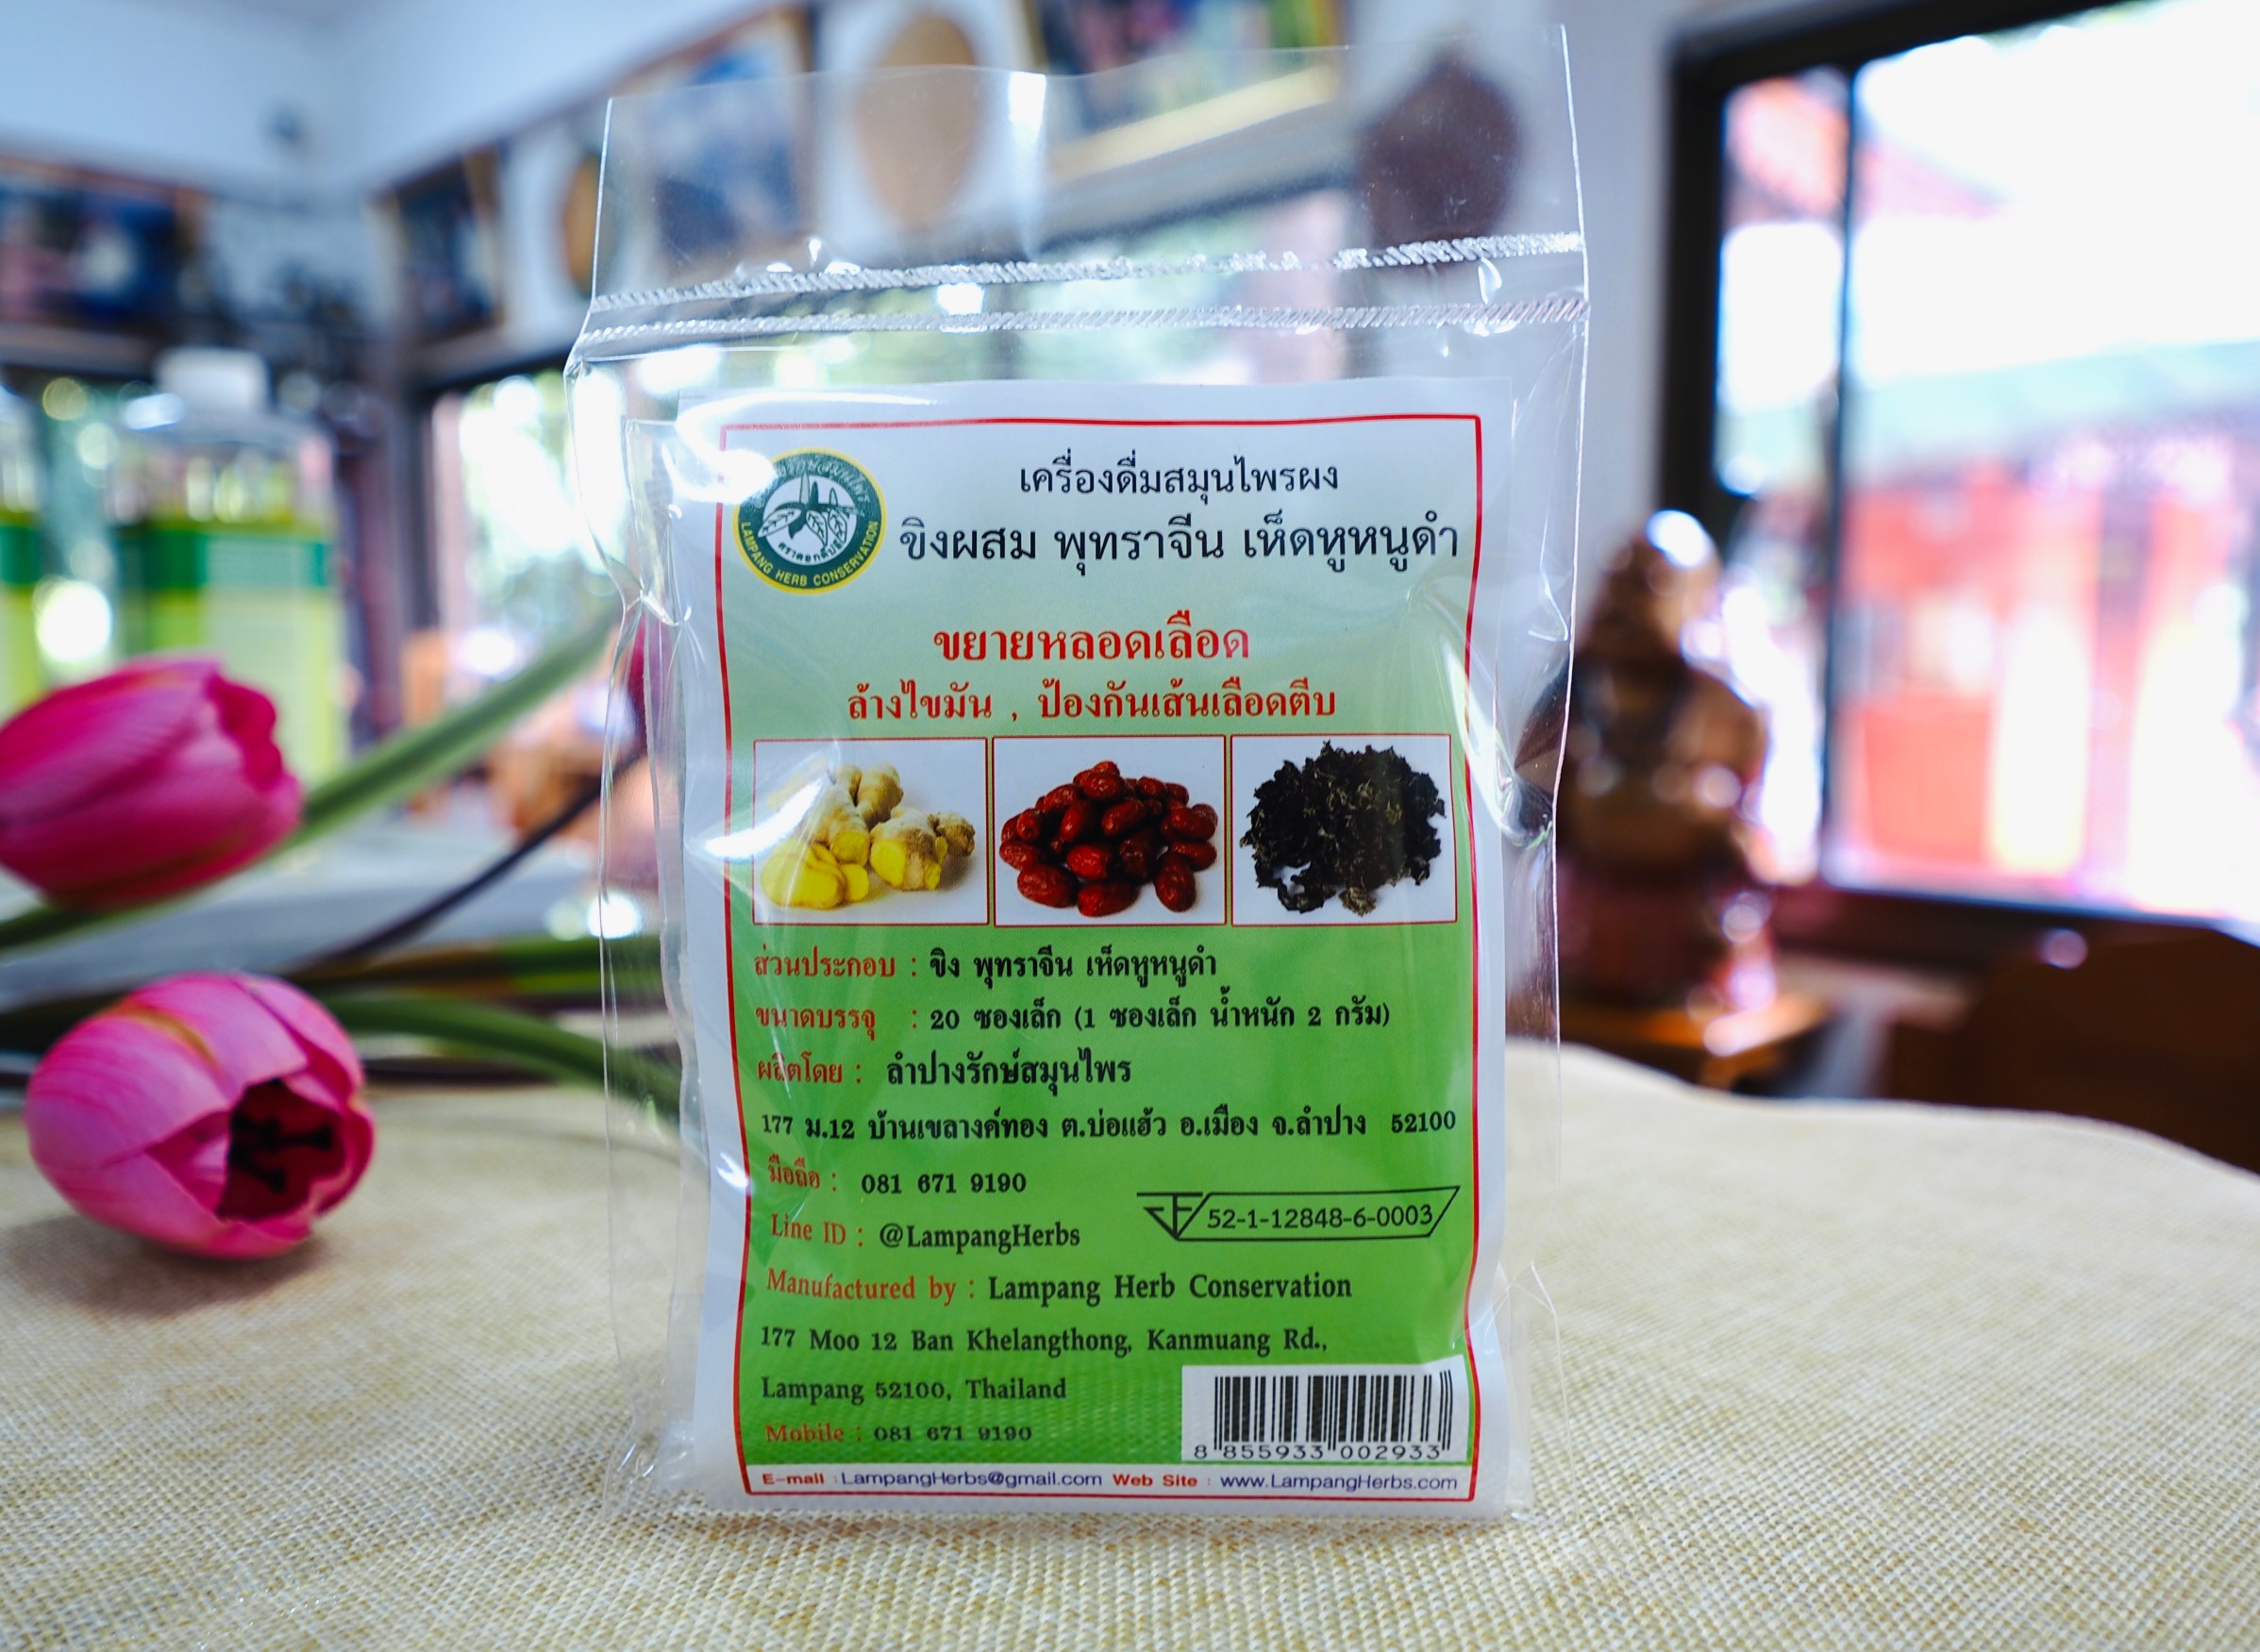 เครื่องดื่มสมุนไพรผง
ขิงผสม พุทราจีน เห็ดหูหนูดำ
LAMPANG HERB CONSERVATION
ขยายหลอดเลือด
ล้างไขมัน , ป้องกันเส้นเลือดตีบ
ส่วนประกอบ : ขิง พุทราจีน เห็ดหูหนูดำ
ขนาดบรรจุ : 20 ซองเล็ก (1 ซองเล็ก น้ำหนัก 2 กรัม)
ผลิตโดย : ลำปางรักษ์สมุนไพร
177 ม.12 บ้านเขลางค์ทอง ต.บ่อแฮ้ว อ.เมือง จ.ลำปาง 52100
มือถือ : 081 671 9190
52-1-12848-6-0003
Line ID : @LampangHerbs
Manufactured by : Lampang Herb Conservation
177 Moo 12 Ban Khelangthong, Kanmuang Rd.,
Lampang 52100, Thailand
Mobile : 081 671 9190
8 855933 002933
E-mail : LampangHerbs@gmail.com Web Site : www.LampangHerbs.com